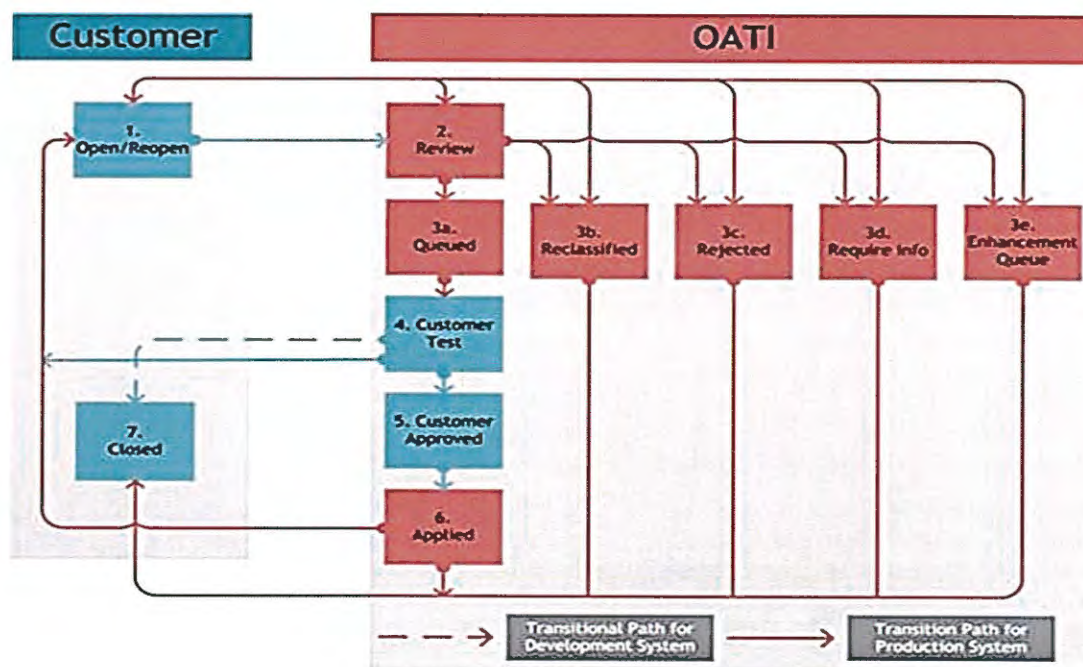 Customer
OATI
1.
Open/Reopen
2.
Review
3a.
Queued
3b.
Reclassified
3c.
Rejected
3d.
Require Info
3e.
Enhancement
Queue
4. Customer
Test
5. Customer
Approved
7.
Closed
6.
Applied
Transitional Path for
Development System
Transition Path for
Production System